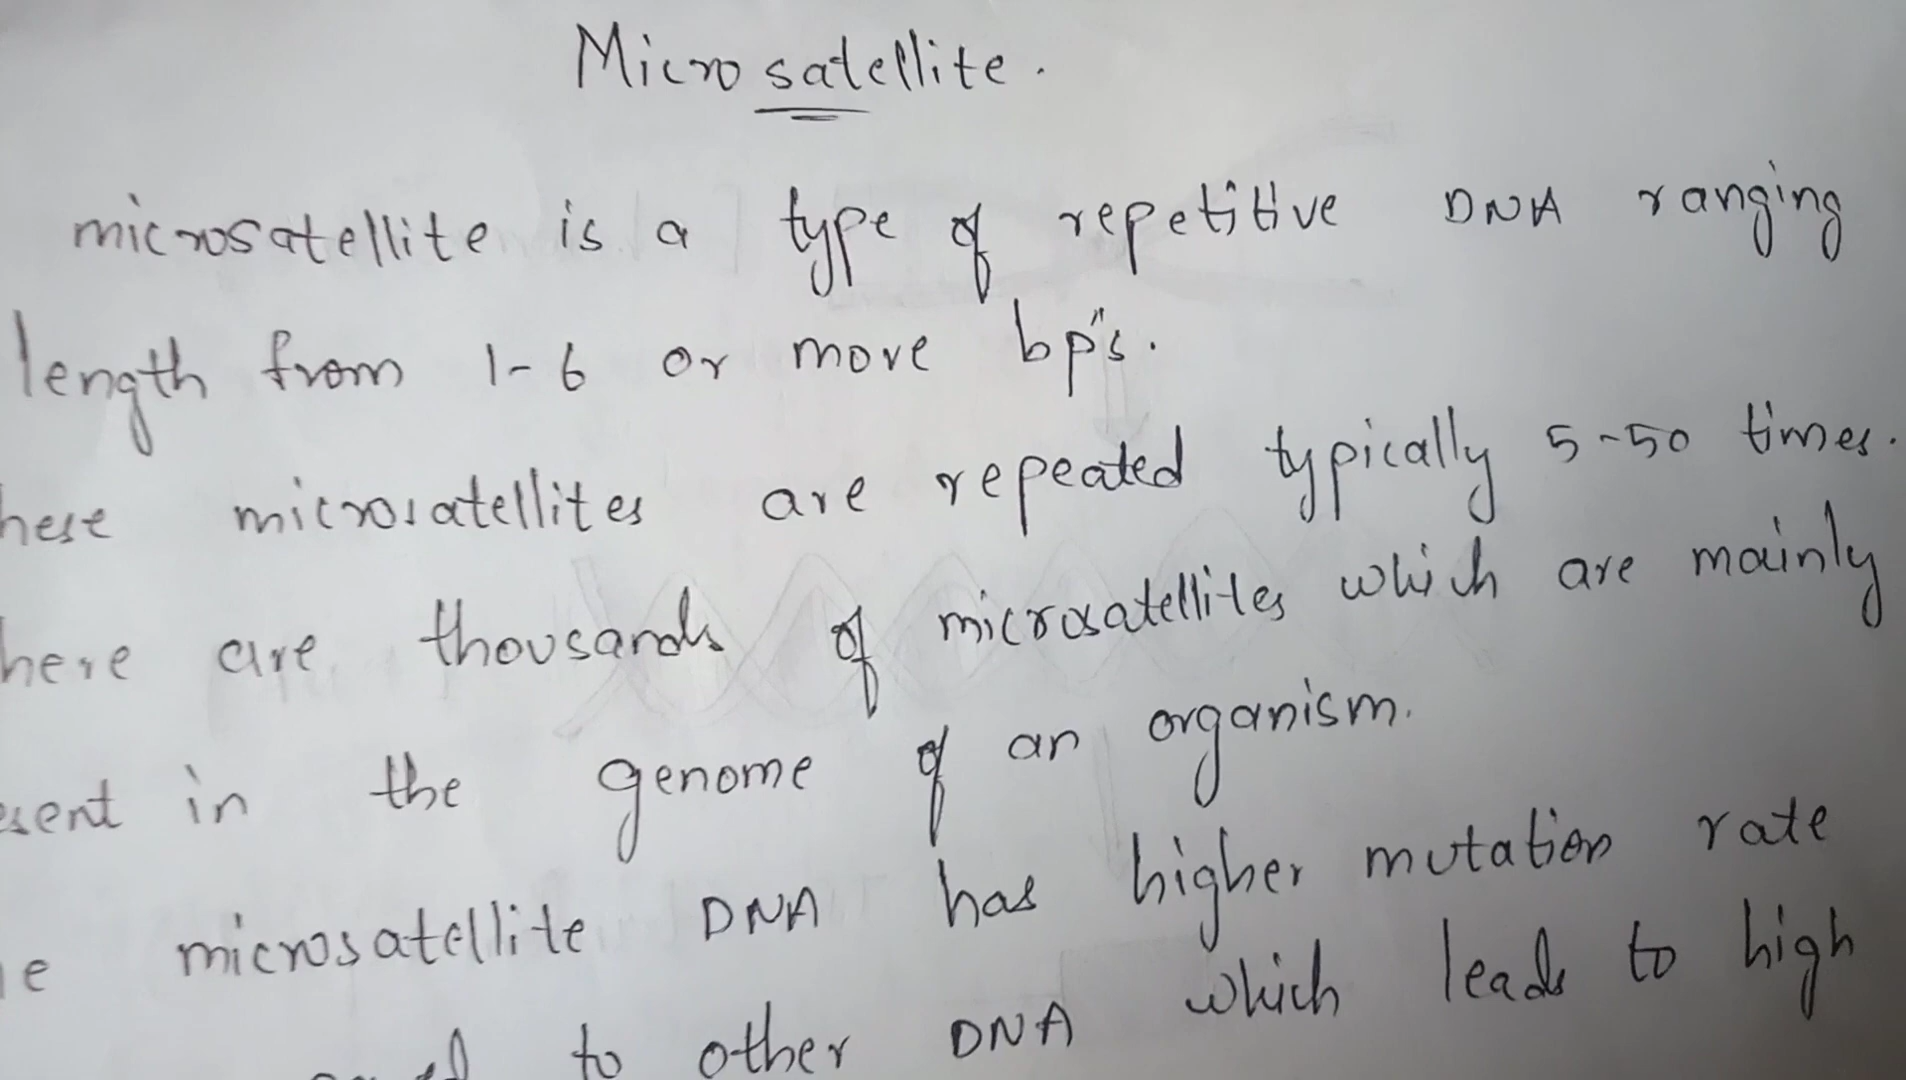 Microsatellite.
microsatellite is a type of repetitive DNA ranging
length from 1-6 or more bp's.
hese microsatellites are repeated typically 5-50 times.
here are thousands of microsatellites which are mainly
esent in the genome of an organism.
e microsatellite DNA has higher mutation rate
to other DNA which leads to high